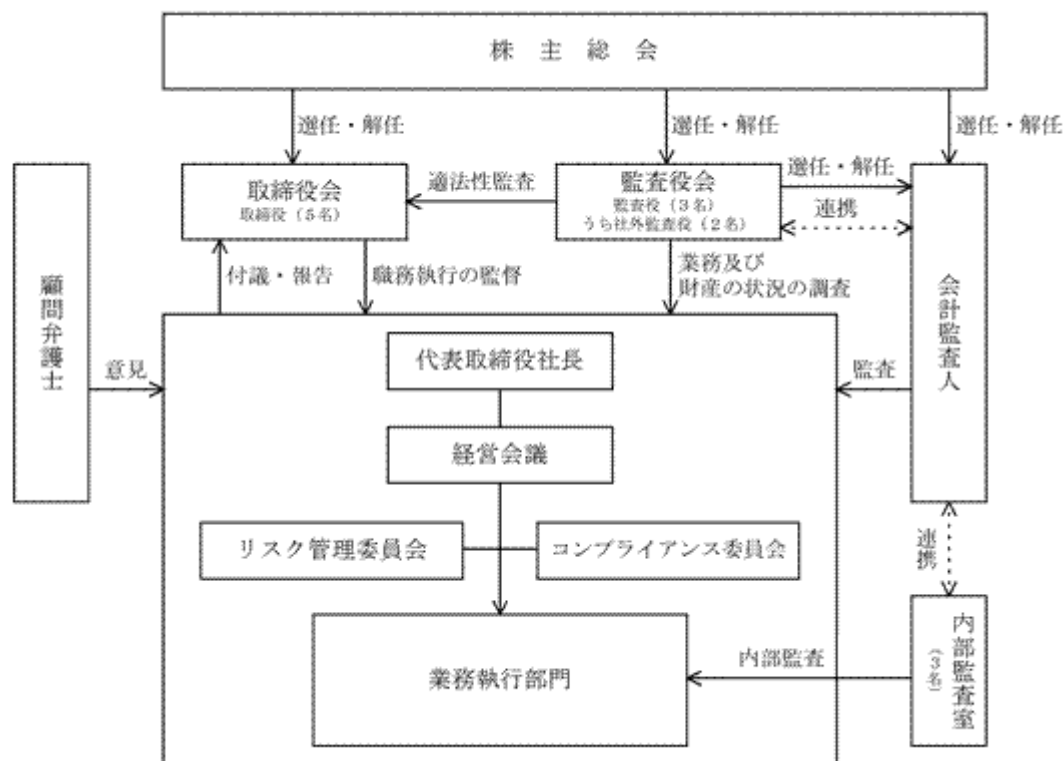 株主総会
選任・解任
選任・解任
選任・解任
取締役会
取締役(5名)
適法性監査
監査役会
監査役(3名)
うち社外監査役(2名)
選任・解任
連携
付議・報告
職務執行の監督
業務及び
財産の状況の調査
顧問弁護士
意見
代表取締役社長
監査
会計監査人
経営会議
リスク管理委員会
コンプライアンス委員会
連携
業務執行部門
内部監査
内部監査室
(3名)